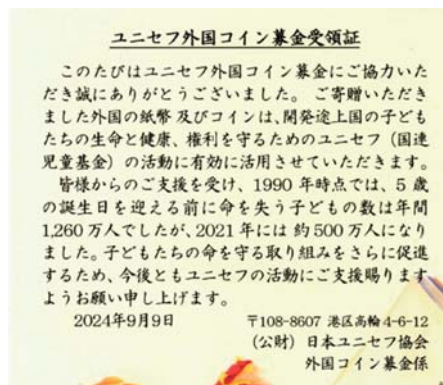 ユニセフ外国コイン募金受領証
このたびはユニセフ外国コイン募金にご協力いた
だき誠にありがとうございました。 ご寄贈いただき
ました外国の紙幣 及びコインは、開発途上国の子ども
たちの生命と健康、権利を守るためのユニセフ（国連
児童基金）の活動に有効に活用させていただきます。
皆様からのご支援を受け、1990 年時点では、5 歳
の誕生日を迎える前に命を失う子どもの数は年間
1,260 万人でしたが、2021 年には 約 500 万人になり
ました。子どもたちの命を守る取り組みをさらに促進
するため、今後ともユニセフの活動にご支援賜ります
ようお願い申し上げます。
2024年9月9日 〒108-8607 港区高輪 4-6-12
（公財）日本ユニセフ協会
外国コイン募金係